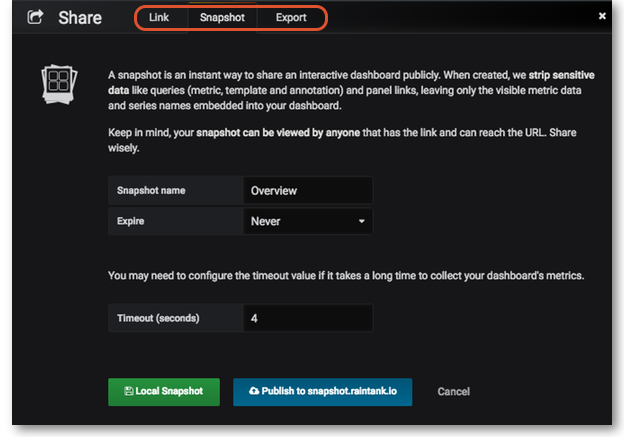 Share
Link Snapshot Export ×
A snapshot is an instant way to share an interactive dashboard publicly. When created, we strip sensitive
data like queries (metric, template and annotation) and panel links, leaving only the visible metric data
and series names embedded into your dashboard.
Keep in mind, your snapshot can be viewed by anyone that has the link and can reach the URL. Share
wisely.
Snapshot name Overview
Expire Never
You may need to configure the timeout value if it takes a long time to collect your dashboard's metrics.
Timeout (seconds) 4
Local Snapshot Publish to snapshot.raintank.io Cancel